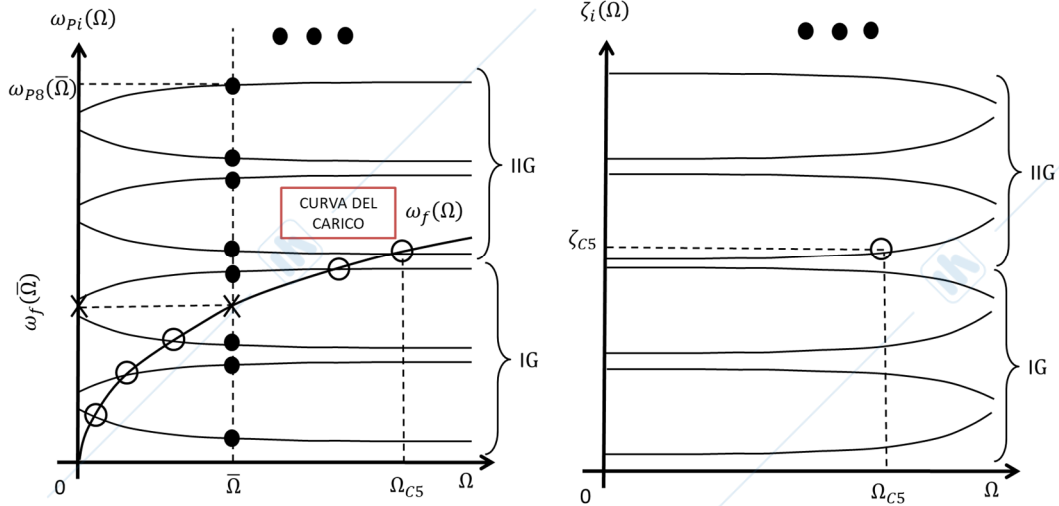 ω_{Pi}(Ω)
ω_{P8}(Ω̅)
IIG
CURVA DEL
CARICO
ω_f(Ω)
ω_f(Ω̅)
IG
0
Ω̅
Ω_{C5}
Ω
ζ_i(Ω)
IIG
ζ_{C5}
IG
0
Ω_{C5}
Ω